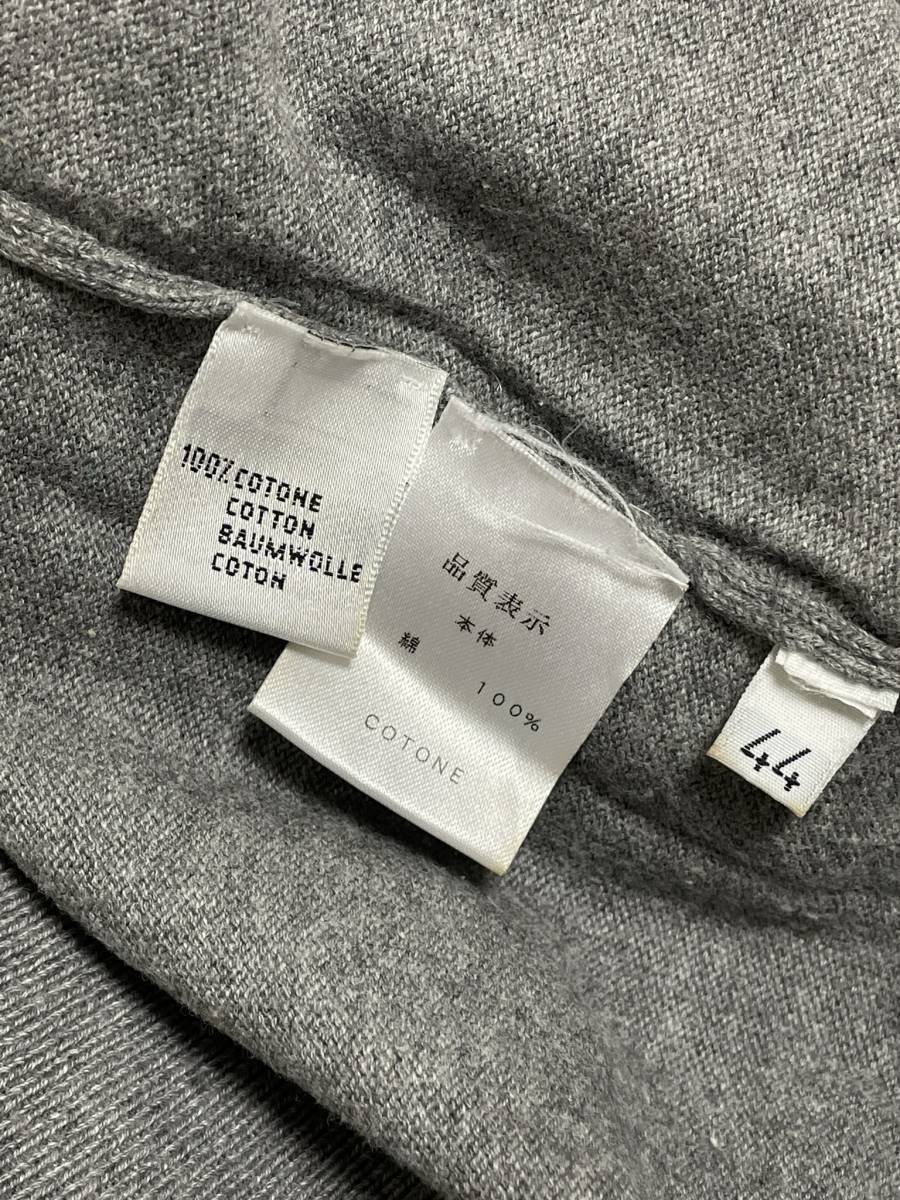 100% COTONE
COTTON
BAUMWOLLE
COTON
品質表示
本体
綿 100%
COTONE
44